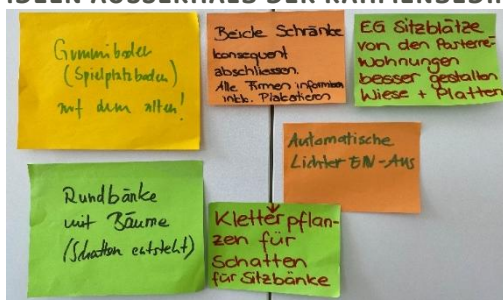 IDEEN AUSSERHALB DER RAHMENBEDI
Gummiboden
(Spielplatzboden)
auf dem alten!
Beide Schränke
konsequent
abschliessen.
Alle Firmen informieren
inkl. Plakatieren
EG Sitzblätze
von den Parterre
wohnungen
besser gestalten
Wiese + Platten
Automatische
Lichter EIN-Aus
Rundbänke
mit Bäume
(Schatten entsteht)
Kletterpflan-
zen für
Schatten
für Sitzbänke